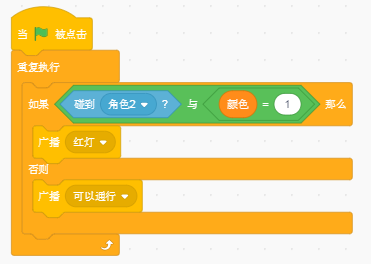 当 被点击
重复执行
如果 碰到 角色2 ? 与 颜色 = 1 那么
广播 红灯
否则
广播 可以通行